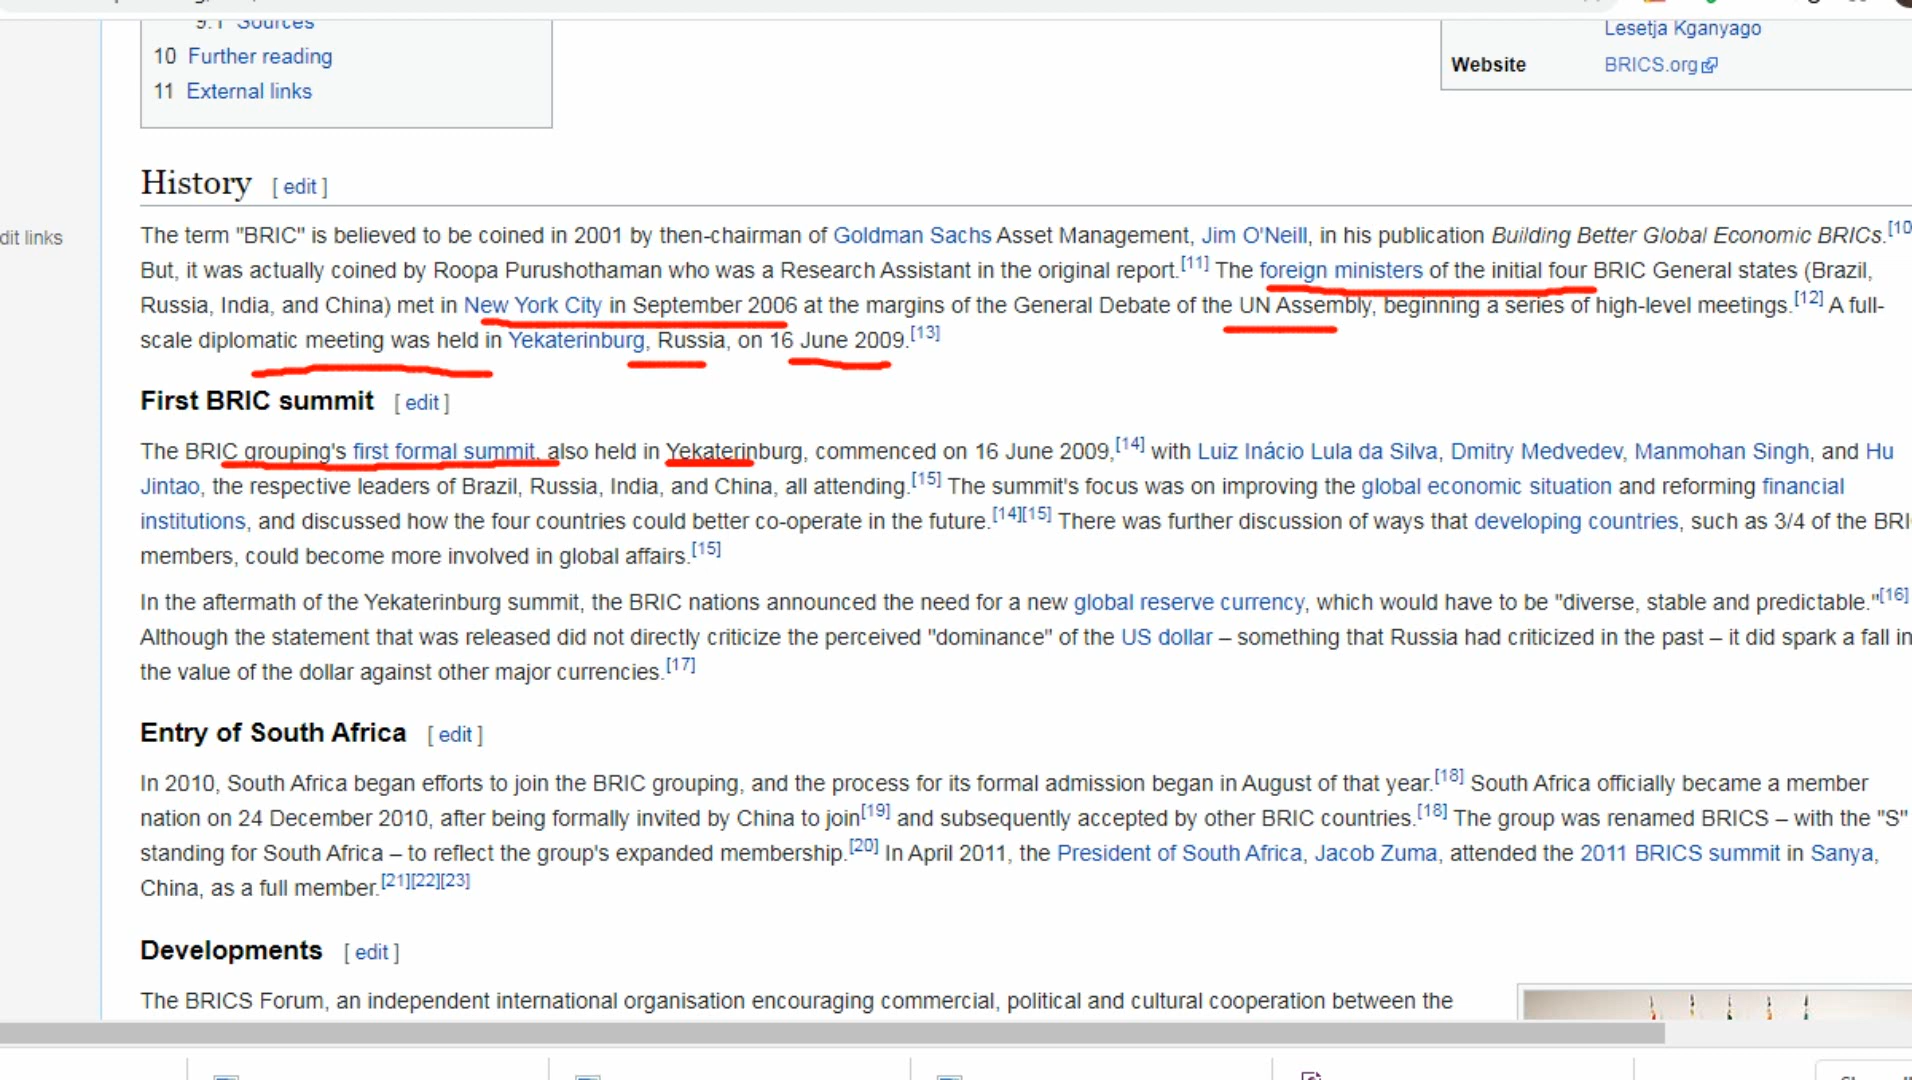 9.1 Sources
10 Further reading
11 External links
Lesetja Kganyago
Website BRICS.org
dit links
History [ edit ]
The term "BRIC" is believed to be coined in 2001 by then-chairman of Goldman Sachs Asset Management, Jim O'Neill, in his publication Building Better Global Economic BRICs.[10
But, it was actually coined by Roopa Purushothaman who was a Research Assistant in the original report.[11] The foreign ministers of the initial four BRIC General states (Brazil,
Russia, India, and China) met in New York City in September 2006 at the margins of the General Debate of the UN Assembly, beginning a series of high-level meetings.[12] A full-
scale diplomatic meeting was held in Yekaterinburg, Russia, on 16 June 2009.[13]
First BRIC summit [ edit ]
The BRIC grouping's first formal summit, also held in Yekaterinburg, commenced on 16 June 2009,[14] with Luiz Inácio Lula da Silva, Dmitry Medvedev, Manmohan Singh, and Hu
Jintao, the respective leaders of Brazil, Russia, India, and China, all attending.[15] The summit's focus was on improving the global economic situation and reforming financial
institutions, and discussed how the four countries could better co-operate in the future.[14][15] There was further discussion of ways that developing countries, such as 3/4 of the BRI
members, could become more involved in global affairs.[15]
In the aftermath of the Yekaterinburg summit, the BRIC nations announced the need for a new global reserve currency, which would have to be "diverse, stable and predictable."[16]
Although the statement that was released did not directly criticize the perceived "dominance" of the US dollar – something that Russia had criticized in the past – it did spark a fall in
the value of the dollar against other major currencies.[17]
Entry of South Africa [ edit ]
In 2010, South Africa began efforts to join the BRIC grouping, and the process for its formal admission began in August of that year.[18] South Africa officially became a member
nation on 24 December 2010, after being formally invited by China to join[19] and subsequently accepted by other BRIC countries.[18] The group was renamed BRICS – with the "S"
standing for South Africa – to reflect the group's expanded membership.[20] In April 2011, the President of South Africa, Jacob Zuma, attended the 2011 BRICS summit in Sanya,
China, as a full member.[21][22][23]
Developments [ edit ]
The BRICS Forum, an independent international organisation encouraging commercial, political and cultural cooperation between the